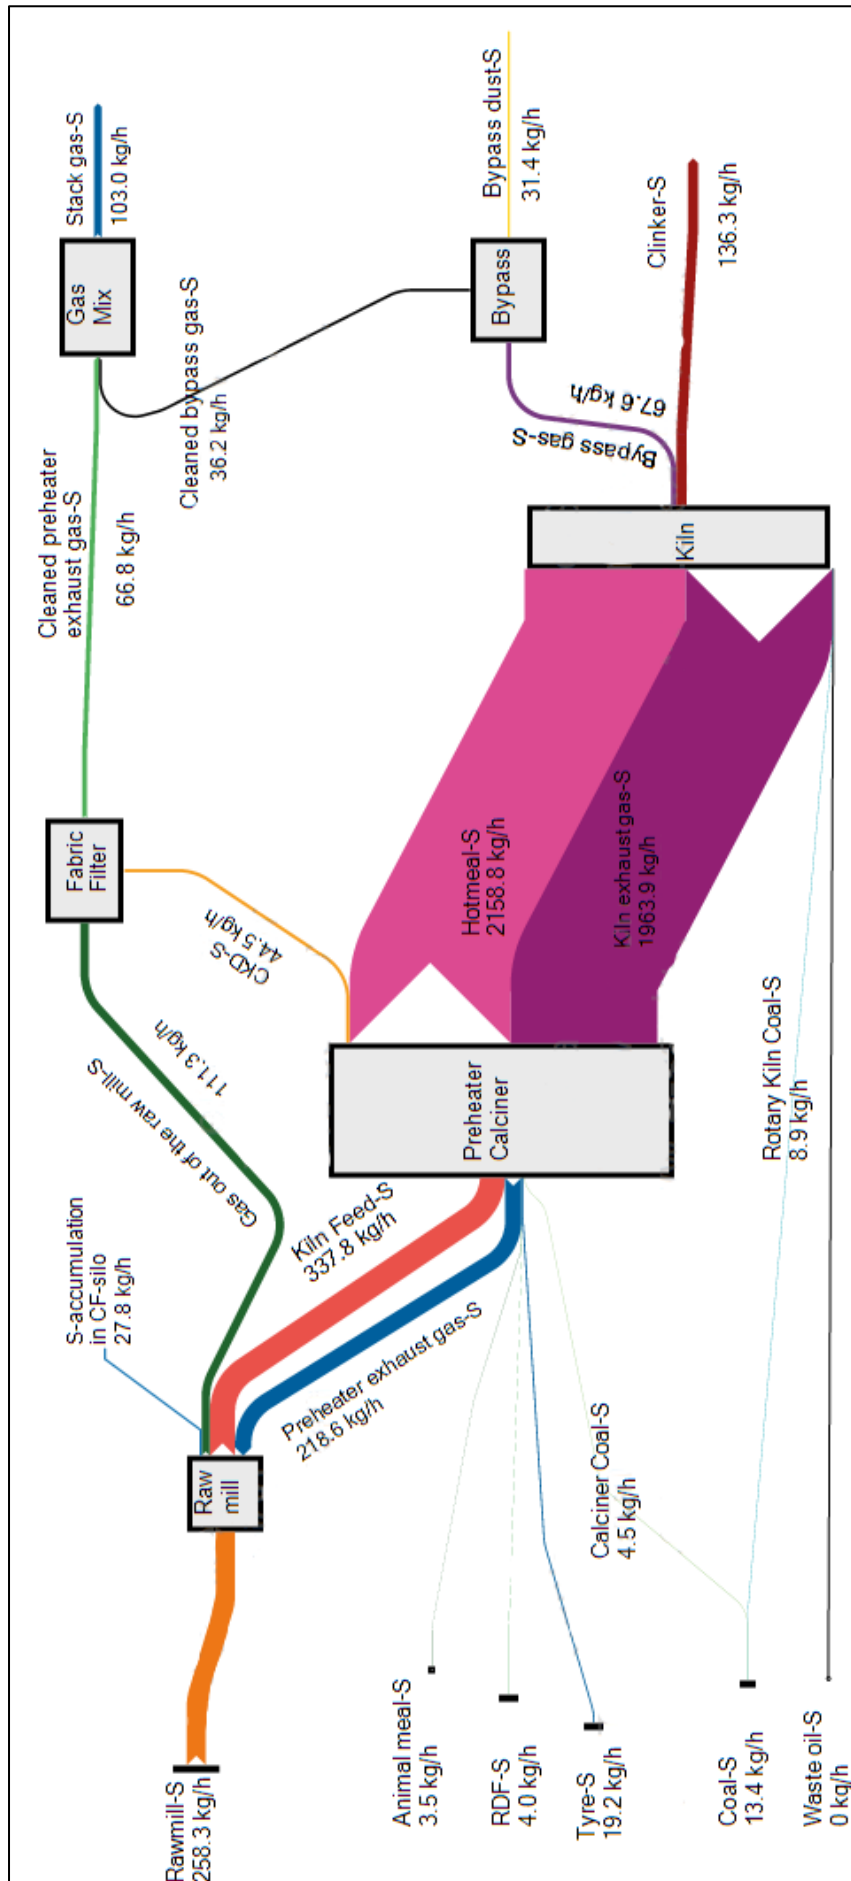 Stack gas-S
103.0 kg/h
Gas
Mix
Cleaned preheater
exhaust gas-S
66.8 kg/h
Cleaned bypass gas-S
36.2 kg/h
Bypass
Bypass dust-S
31.4 kg/h
Bypass gas-S
67.6 kg/h
Clinker-S
136.3 kg/h
Kiln
Fabric
Filter
CKD-S
44.5 kg/h
Hotmeal-S
2158.8 kg/h
Kiln exhaust gas-S
1963.9 kg/h
Preheater
Calciner
Gas out of the raw mill-S
111.3 kg/h
S-accumulation
in CF-silo
27.8 kg/h
Kiln Feed-S
337.8 kg/h
Preheater exhaust gas-S
218.6 kg/h
Raw
mill
Rawmill-S
258.3 kg/h
Animal meal-S
3.5 kg/h
RDF-S
4.0 kg/h
Tyre-S
19.2 kg/h
Calciner Coal-S
4.5 kg/h
Rotary Kiln Coal-S
8.9 kg/h
Coal-S
13.4 kg/h
Waste oil-S
0 kg/h